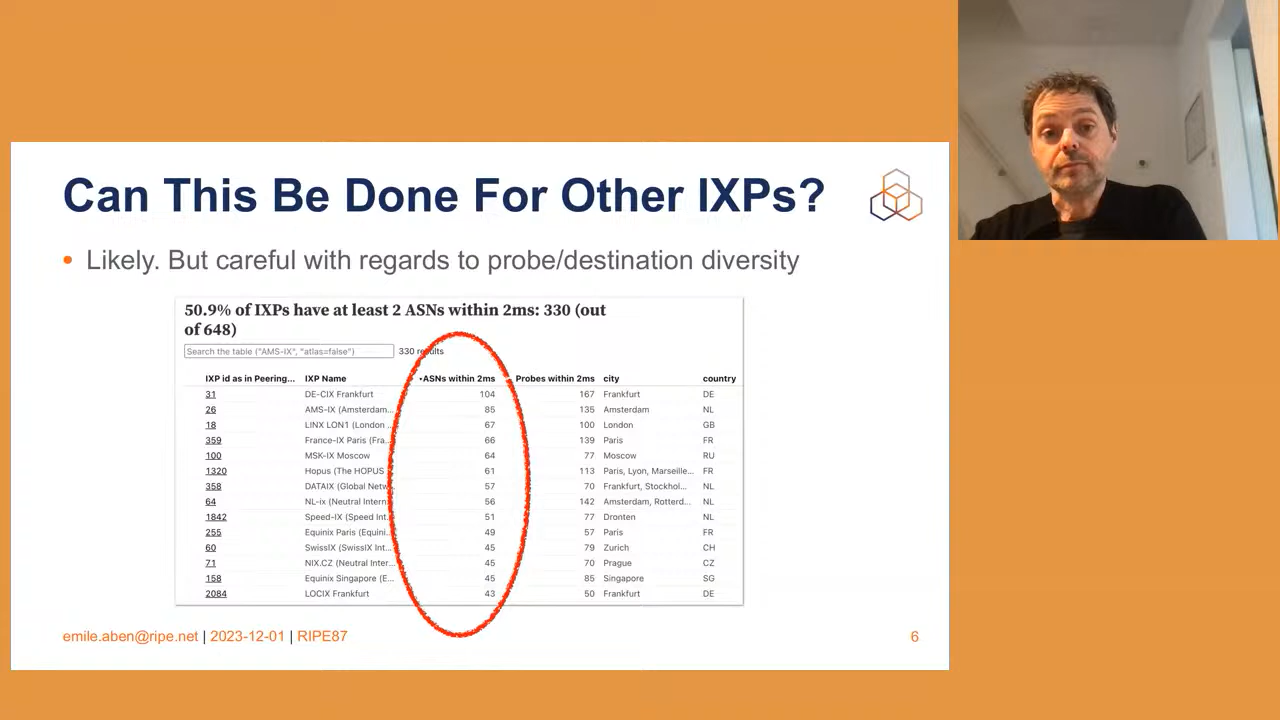 Can This Be Done For Other IXPs?
• Likely. But careful with regards to probe/destination diversity
50.9% of IXPs have at least 2 ASNs within 2ms: 330 (out
of 648)
Search the table ("AMS-IX", "atlas=false") 330 results
IXP id as in Peering... IXP Name ASNs within 2ms Probes within 2ms city country
31 DE-CIX Frankfurt 104 167 Frankfurt DE
26 AMS-IX (Amsterdam... 85 135 Amsterdam NL
18 LINX LON1 (London ... 67 100 London GB
359 France-IX Paris (Fra... 66 139 Paris FR
100 MSK-IX Moscow 64 77 Moscow RU
1320 Hopus (The HOPUS 61 113 Paris, Lyon, Marseille... FR
358 DATAIX (Global Netw... 57 70 Frankfurt, Stockhol... NL
64 NL-ix (Neutral Intern... 56 142 Amsterdam, Rotterd... NL
1842 Speed-IX (Speed Int... 51 77 Dronten NL
255 Equinix Paris (Equini... 49 57 Paris FR
60 SwissIX (SwissIX Int... 45 79 Zurich CH
71 NIX.CZ (Neutral Inter... 45 70 Prague CZ
158 Equinix Singapore (E... 45 85 Singapore SG
2084 LOCIX Frankfurt 43 50 Frankfurt DE
emile.aben@ripe.net | 2023-12-01 | RIPE87 6